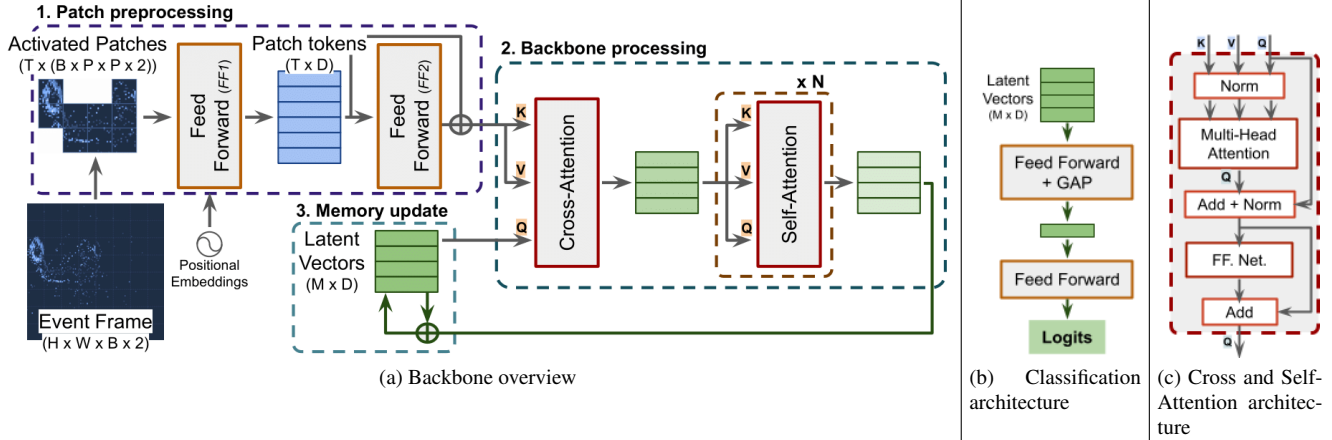 1. Patch preprocessing
Activated Patches
(T x (B x P x P x 2))
Feed
Forward (FF1)
Patch tokens
(T x D)
Feed
Forward (FF2)
Positional
Embeddings
Event Frame
(H x W x B x 2)
2. Backbone processing
K
V
Q
Cross-Attention
x N
K
V
Q
Self-Attention
3. Memory update
Latent
Vectors
(M x D)
(a) Backbone overview
Latent
Vectors
(M x D)
Feed Forward
+ GAP
Feed Forward
Logits
(b) Classification
architecture
K V Q
Norm
Multi-Head
Attention
Q
Add + Norm
FF. Net.
Add
Q
(c) Cross and Self-
Attention architec-
ture